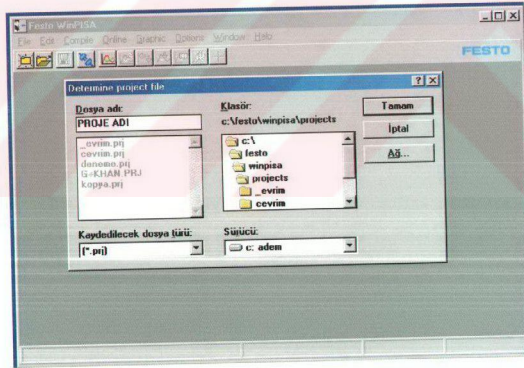 Festo WinPISA
File Edit Compile Online Graphic Options Window Help
FESTO
Determine project file
Dosya adı:
PROJE ADI
_evrim.prj
cevrim.prj
deneme.prj
G÷KHAN.PRJ
kopya.prj
Kaydedilecek dosya türü:
(*.prj)
Klasör:
c:\festo\winpisa\projects
c:\
festo
winpisa
projects
_evrim
cevrim
Sürücü:
c: adem
Tamam
İptal
Ağ...